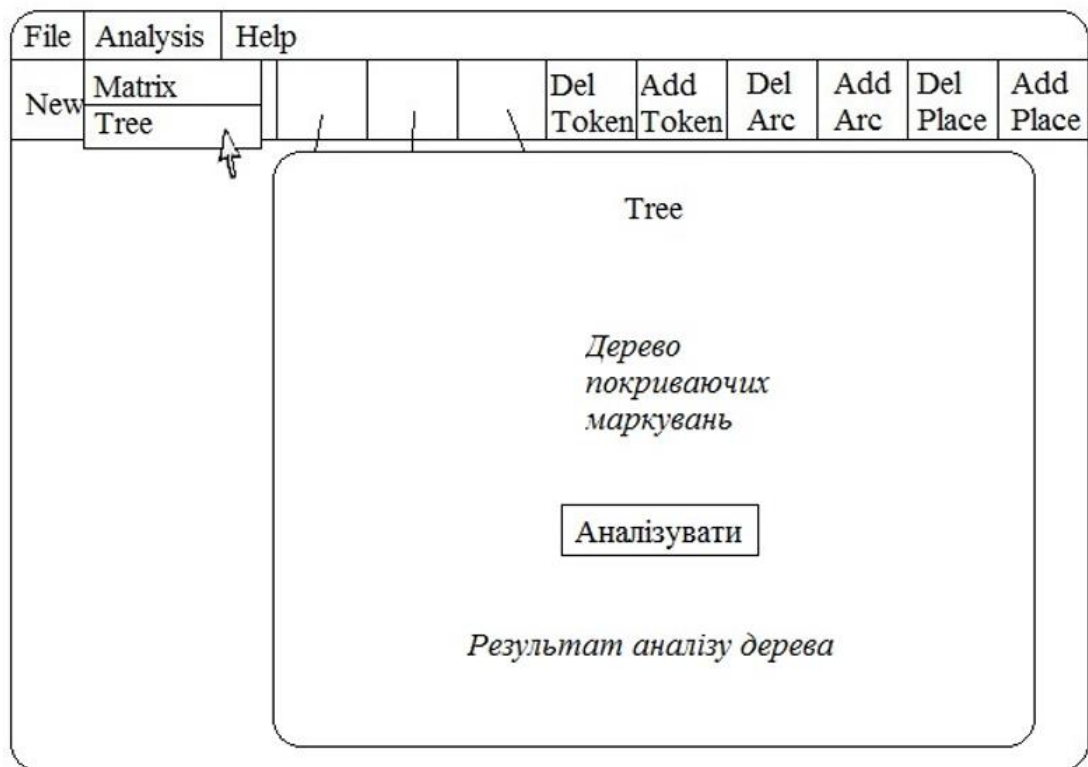 File Analysis Help
New
Matrix
Tree
Del Token
Add Token
Del Arc
Add Arc
Del Place
Add Place
Tree
Дерево
покриваючих
маркувань
Аналізувати
Результат аналізу дерева